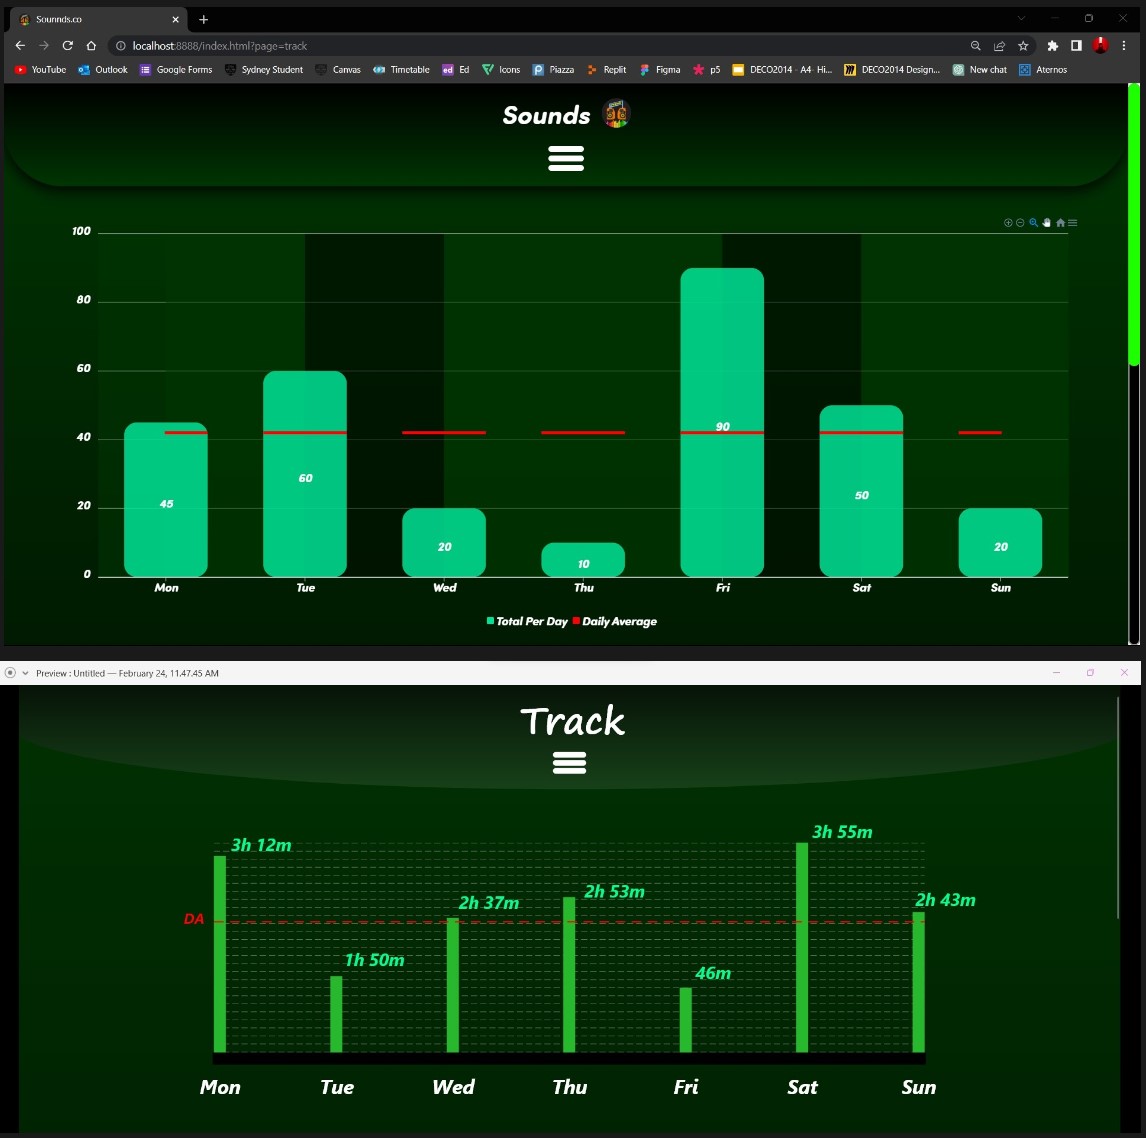 Sounnds.co
localhost:8888/index.html?page=track
YouTube Outlook Google Forms Sydney Student Canvas Timetable Ed Icons Piazza Replit Figma p5 DECO2014 - A4- Hi... DECO2014 Design... New chat Aternos
Sounds
100
80
60
40
20
0
45
60
20
10
90
50
20
Mon Tue Wed Thu Fri Sat Sun
Total Per Day Daily Average
Preview : Untitled — February 24, 11.47.45 AM
Track
3h 12m
1h 50m
2h 37m
2h 53m
46m
3h 55m
2h 43m
DA
Mon Tue Wed Thu Fri Sat Sun